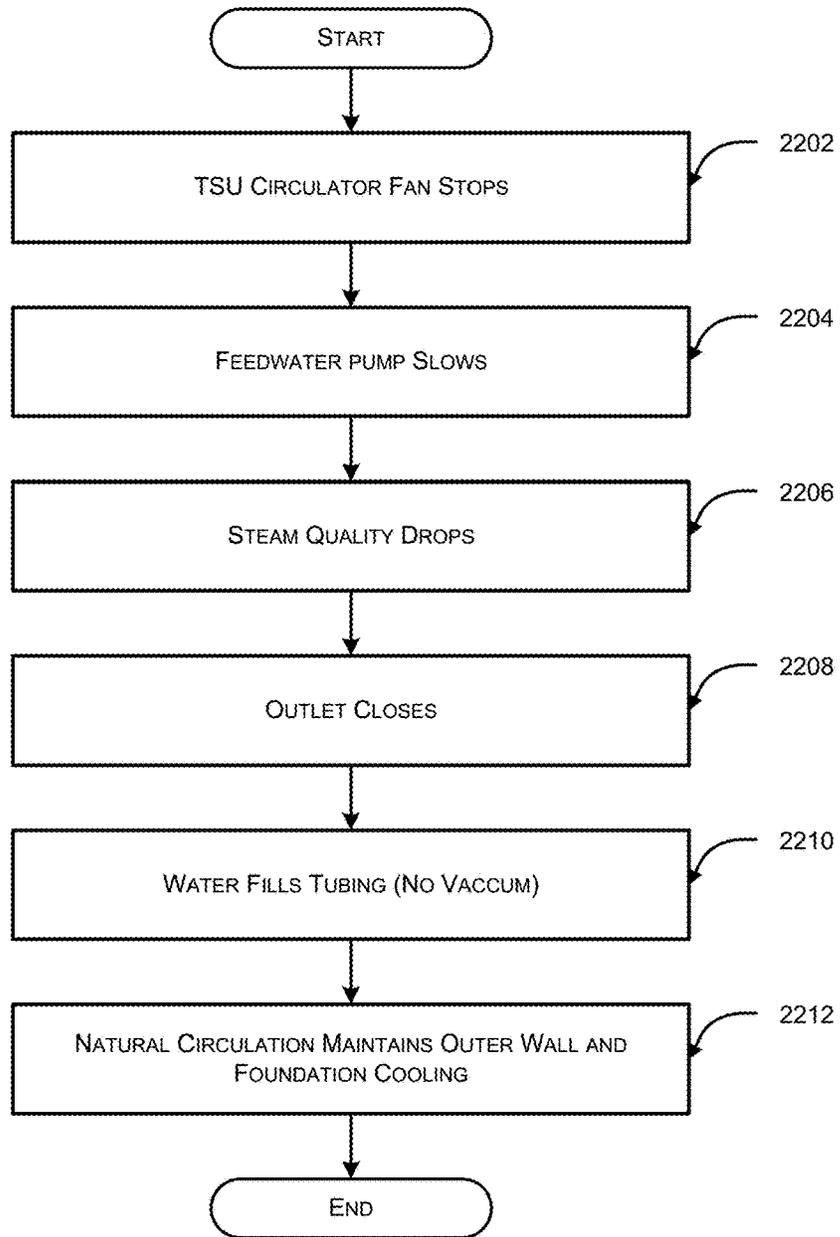 START
TSU CIRCULATOR FAN STOPS
2202
FEEDWATER PUMP SLOWS
2204
STEAM QUALITY DROPS
2206
OUTLET CLOSES
2208
WATER FILLS TUBING (NO VACCUM)
2210
NATURAL CIRCULATION MAINTAINS OUTER WALL AND
FOUNDATION COOLING
2212
END